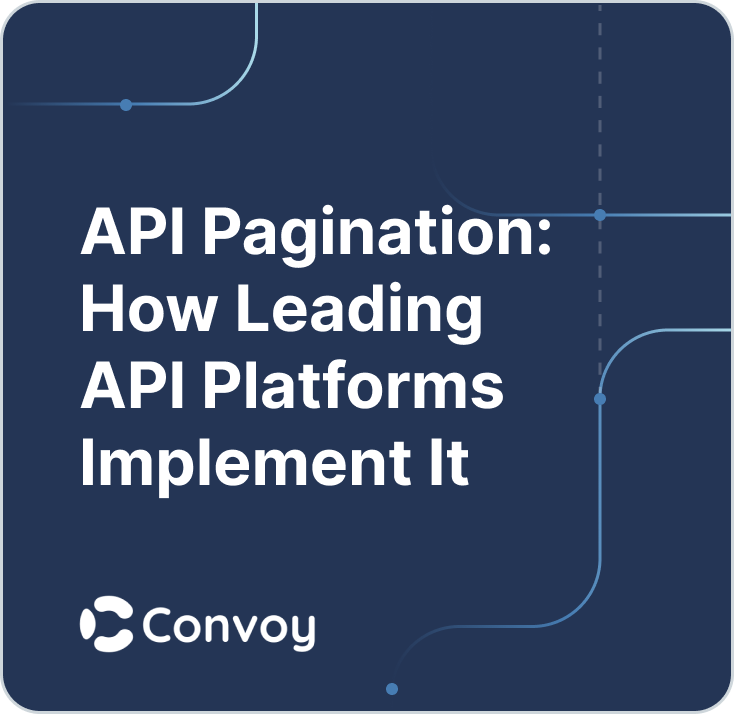 API Pagination:
How Leading
API Platforms
Implement It
Convoy